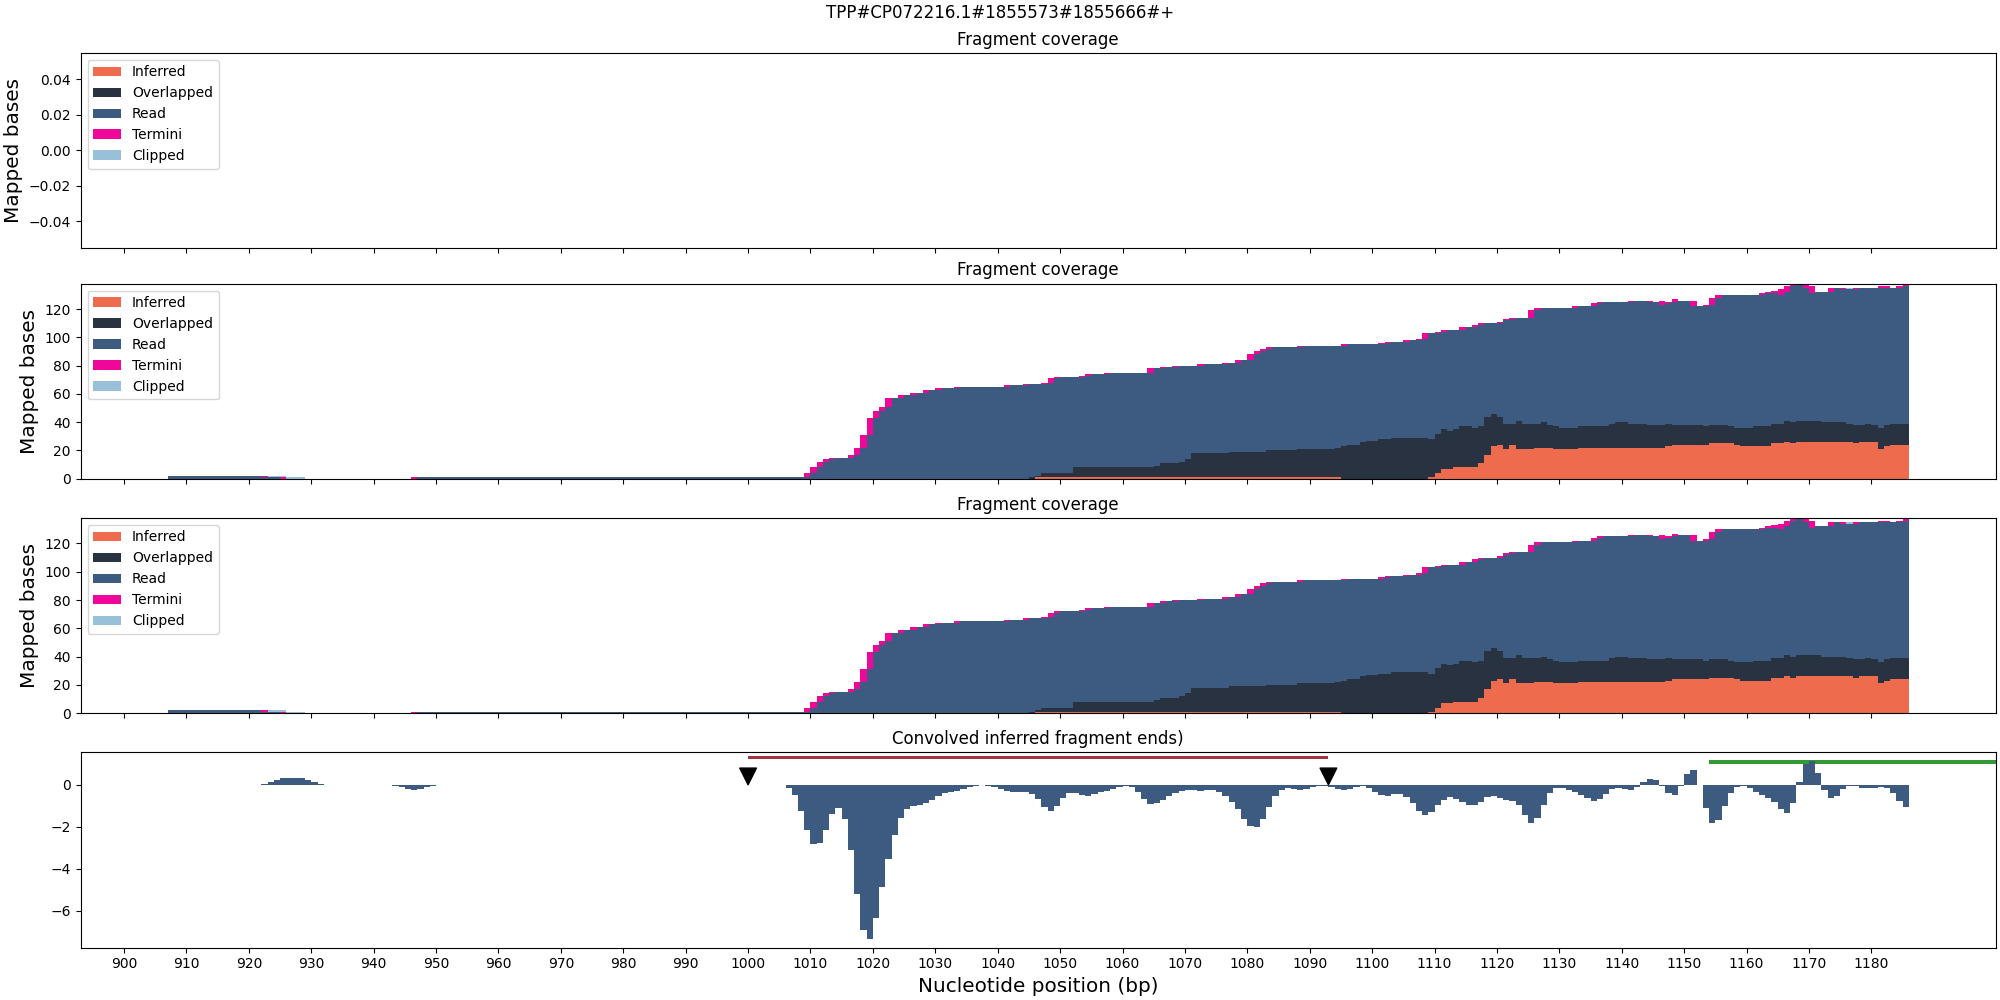 TPP#CP072216.1#1855573#1855666#+
Fragment coverage
Mapped bases
0.04
0.02
0.00
−0.02
−0.04
Inferred
Overlapped
Read
Termini
Clipped
Fragment coverage
Mapped bases
120
100
80
60
40
20
0
Inferred
Overlapped
Read
Termini
Clipped
Fragment coverage
Mapped bases
120
100
80
60
40
20
0
Inferred
Overlapped
Read
Termini
Clipped
Convolved inferred fragment ends)
0
−2
−4
−6
900 910 920 930 940 950 960 970 980 990 1000 1010 1020 1030 1040 1050 1060 1070 1080 1090 1100 1110 1120 1130 1140 1150 1160 1170 1180
Nucleotide position (bp)